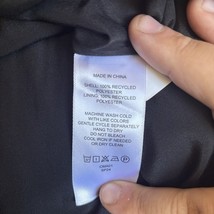 MADE IN CHINA
SHELL: 100% RECYCLED
POLYESTER
LINING: 100% RECYCLED
POLYESTER
MACHINE WASH COLD
WITH LIKE COLORS
GENTLE CYCLE SEPARATELY
HANG TO DRY
DO NOT BLEACH
COOL IRON IF NEEDED
OR DRY CLEAN